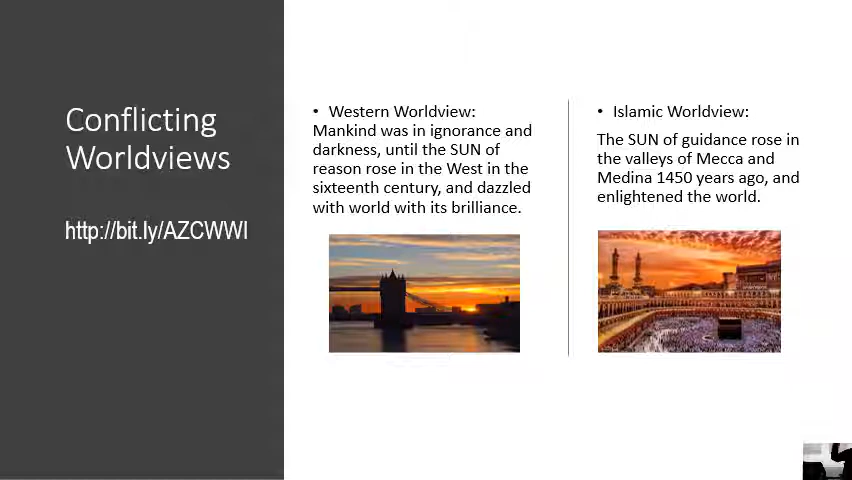 Conflicting
Worldviews
http://bit.ly/AZCWWI
• Western Worldview:
Mankind was in ignorance and
darkness, until the SUN of
reason rose in the West in the
sixteenth century, and dazzled
with world with its brilliance.
• Islamic Worldview:
The SUN of guidance rose in
the valleys of Mecca and
Medina 1450 years ago, and
enlightened the world.